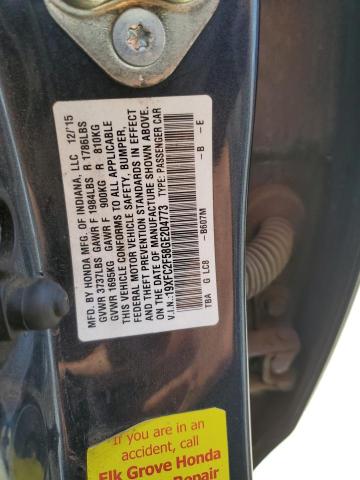 MFD. BY HONDA MFG. OF INDIANA, LLC 12/15
GVWR 3737LBS GAWR F 1984LBS R 1786LBS
GVWR 1695KG GAWR F 900KG R 810KG
THIS VEHICLE CONFORMS TO ALL APPLICABLE
FEDERAL MOTOR VEHICLE SAFETY, BUMPER,
AND THEFT PREVENTION STANDARDS IN EFFECT
ON THE DATE OF MANUFACTURE SHOWN ABOVE.
V.I.N.:19XFC2F58GE204773 TYPE: PASSENGER CAR
-B607M -B -E
TBA G LC8
If you are in an
accident, call
Elk Grove Honda
Repair